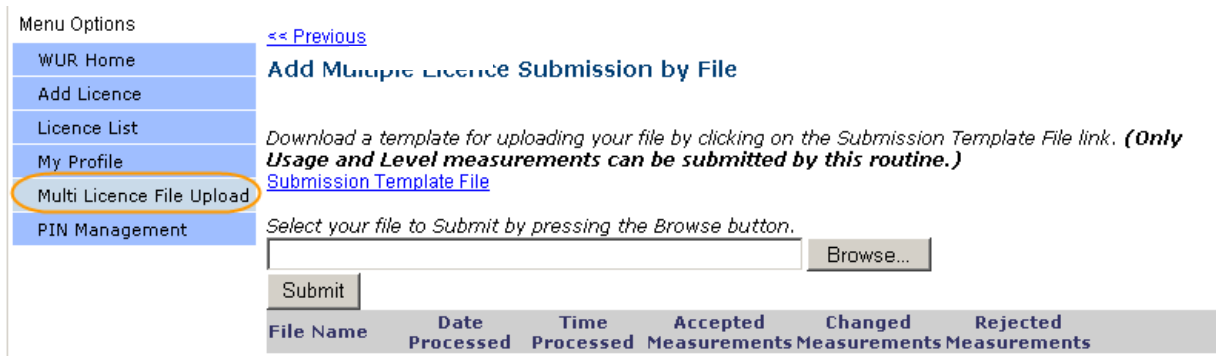 Menu Options
WUR Home
Add Licence
Licence List
My Profile
Multi Licence File Upload
PIN Management
<< Previous
Add Multiple Licence Submission by File
Download a template for uploading your file by clicking on the Submission Template File link. (Only
Usage and Level measurements can be submitted by this routine.)
Submission Template File
Select your file to Submit by pressing the Browse button.
Browse...
Submit
File Name Date Processed Time Processed Accepted Measurements Changed Measurements Rejected Measurements